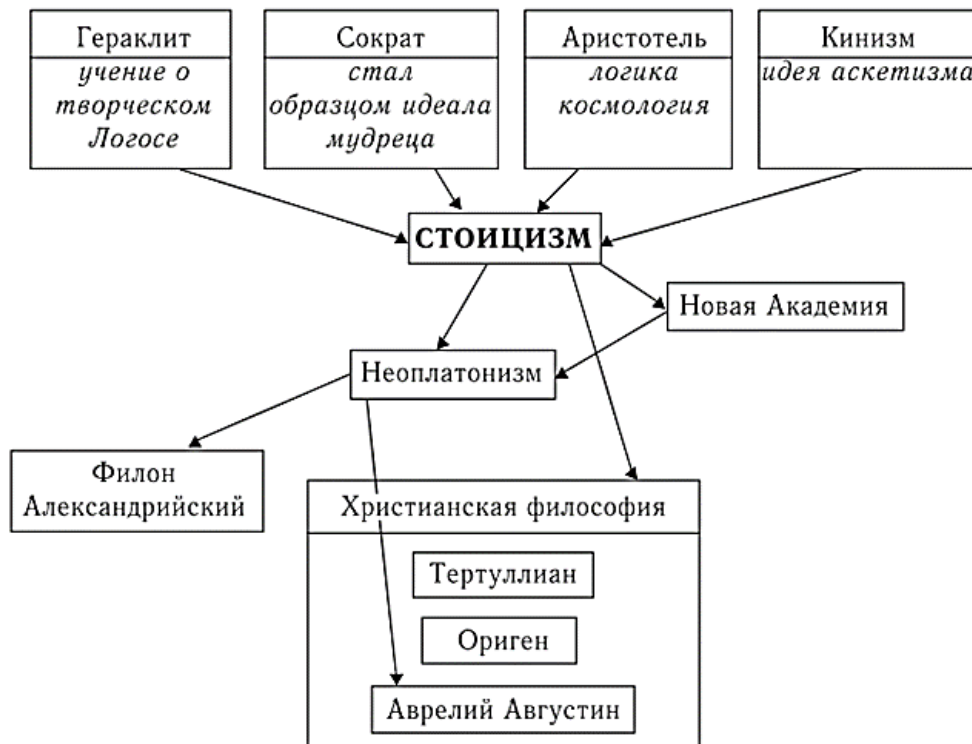 Гераклит
учение о
творческом
Логосе
Сократ
стал
образцом идеала
мудреца
Аристотель
логика
космология
Кинизм
идея аскетизма
СТОИЦИЗМ
Новая Академия
Неоплатонизм
Филон
Александрийский
Христианская философия
Тертуллиан
Ориген
Аврелий Августин